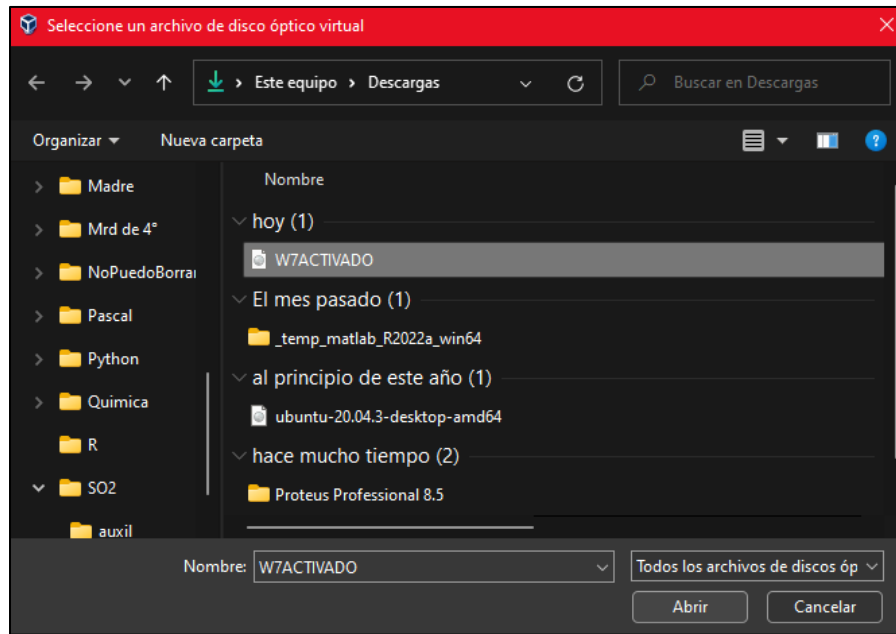 Seleccione un archivo de disco óptico virtual
Este equipo > Descargas
Buscar en Descargas
Organizar
Nueva carpeta
?
Madre
Mrd de 4°
NoPuedoBorrar
Pascal
Python
Quimica
R
SO2
auxil
Nombre
hoy (1)
W7ACTIVADO
El mes pasado (1)
_temp_matlab_R2022a_win64
al principio de este año (1)
ubuntu-20.04.3-desktop-amd64
hace mucho tiempo (2)
Proteus Professional 8.5
Nombre: W7ACTIVADO
Todos los archivos de discos óp
Abrir
Cancelar